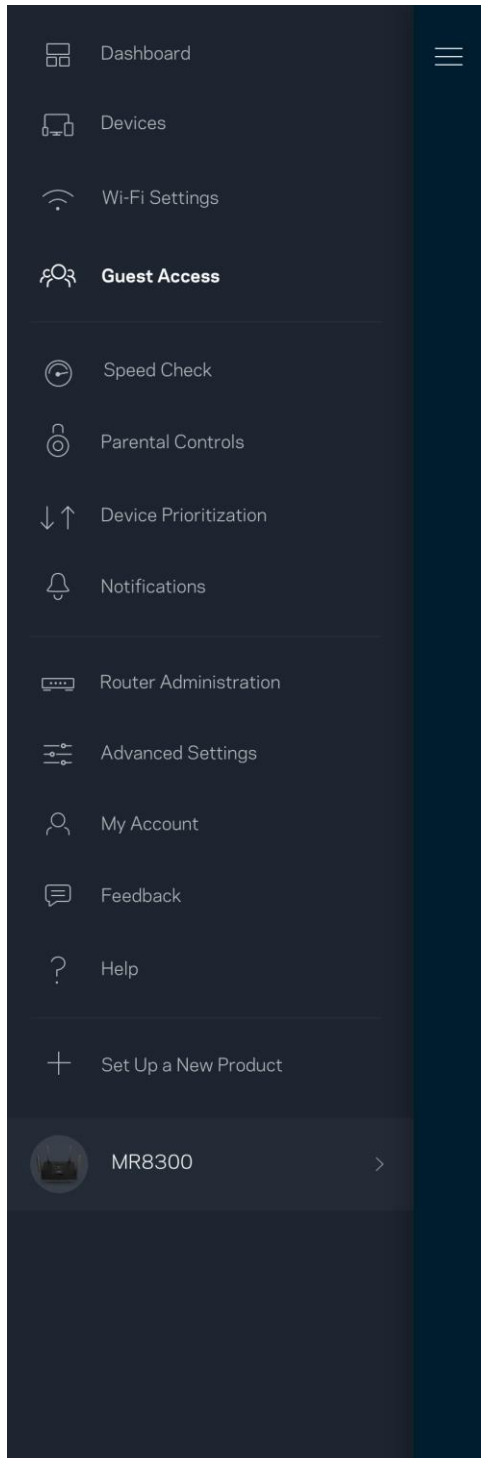 Dashboard
Devices
Wi-Fi Settings
Guest Access
Speed Check
Parental Controls
Device Prioritization
Notifications
Router Administration
Advanced Settings
My Account
Feedback
Help
Set Up a New Product
MR8300